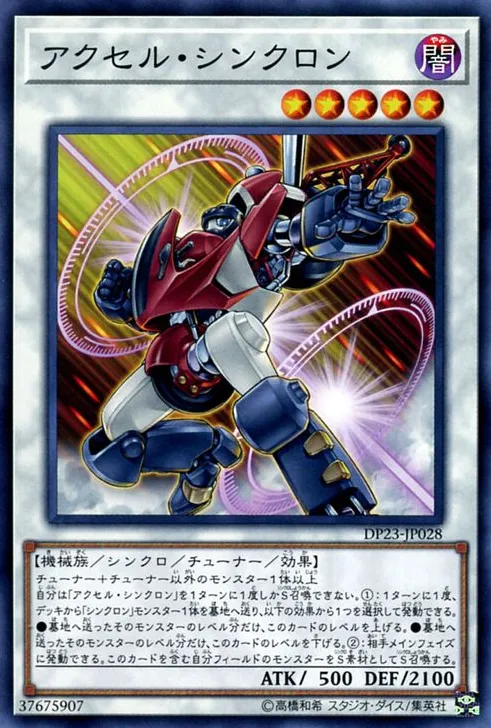 アクセル・シンクロン
闇
DP23-JP028
【機械族／シンクロ／チューナー／効果】
チューナー＋チューナー以外のモンスター1体以上
自分は「アクセル・シンクロン」を1ターンに1度しかS召喚できない。①：1ターンに1度、
デッキから「シンクロン」モンスター1体を墓地へ送り、以下の効果から1つを選択して発動できる。
●墓地へ送ったそのモンスターのレベル分だけ、このカードのレベルを上げる。●墓地へ
送ったそのモンスターのレベル分だけ、このカードのレベルを下げる。②：相手メインフェイズ
に発動できる。このカードを含む自分フィールドのモンスターをS素材としてS召喚する。
ATK/ 500 DEF/2100
37675907 ©高橋和希 スタジオ・ダイス/集英社